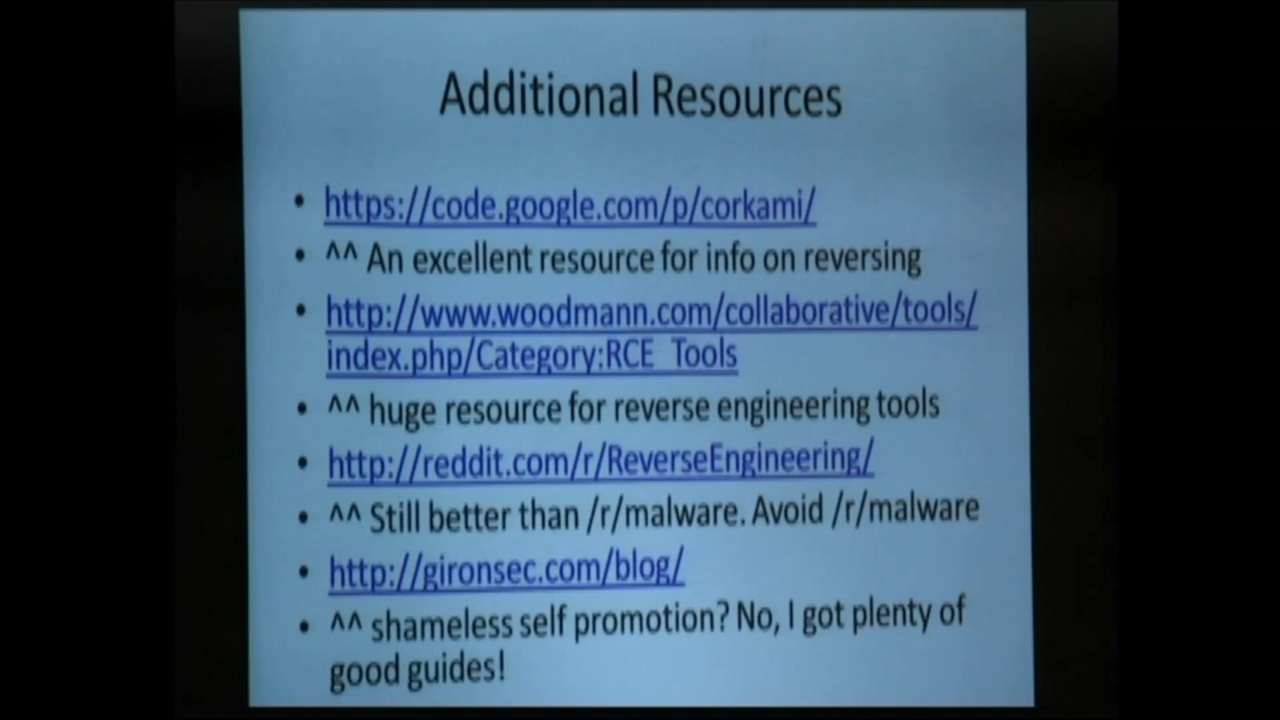 Additional Resources
• https://code.google.com/p/corkami/
• ^^ An excellent resource for info on reversing
• http://www.woodmann.com/collaborative/tools/
index.php/Category:RCE_Tools
• ^^ huge resource for reverse engineering tools
• http://reddit.com/r/ReverseEngineering/
• ^^ Still better than /r/malware. Avoid /r/malware
• http://gironsec.com/blog/
• ^^ shameless self promotion? No, I got plenty of
good guides!